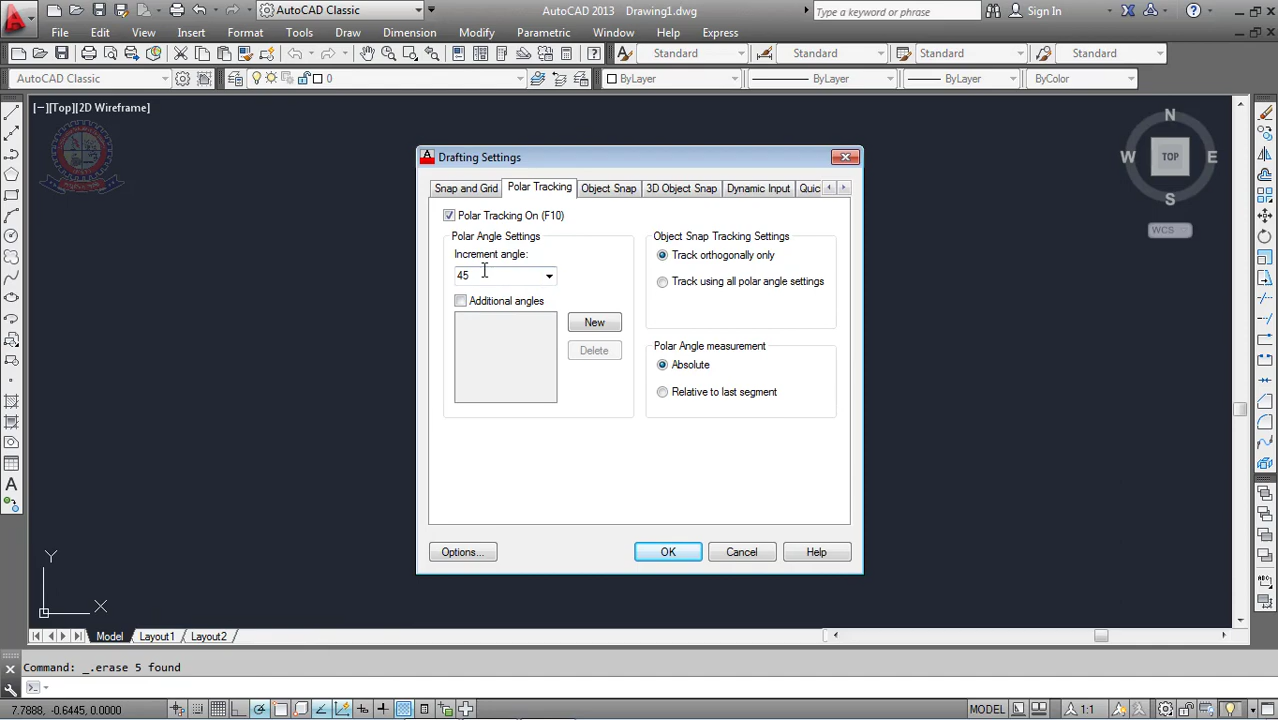 AutoCAD Classic
AutoCAD 2013 Drawing1.dwg
Type a keyword or phrase
Sign In
File Edit View Insert Format Tools Draw Dimension Modify Parametric Window Help Express
Standard Standard Standard Standard
AutoCAD Classic 0 ByLayer ByLayer ByLayer ByColor
[−][Top][2D Wireframe]
N
W TOP E
S
WCS
Drafting Settings
Snap and Grid Polar Tracking Object Snap 3D Object Snap Dynamic Input Quic
Polar Tracking On (F10)
Polar Angle Settings
Increment angle:
45
Additional angles
New
Delete
Object Snap Tracking Settings
Track orthogonally only
Track using all polar angle settings
Polar Angle measurement
Absolute
Relative to last segment
Options... OK Cancel Help
Y
X
Model Layout1 Layout2
Command: _.erase 5 found
7.7888, -0.6445, 0.0000
MODEL 1:1